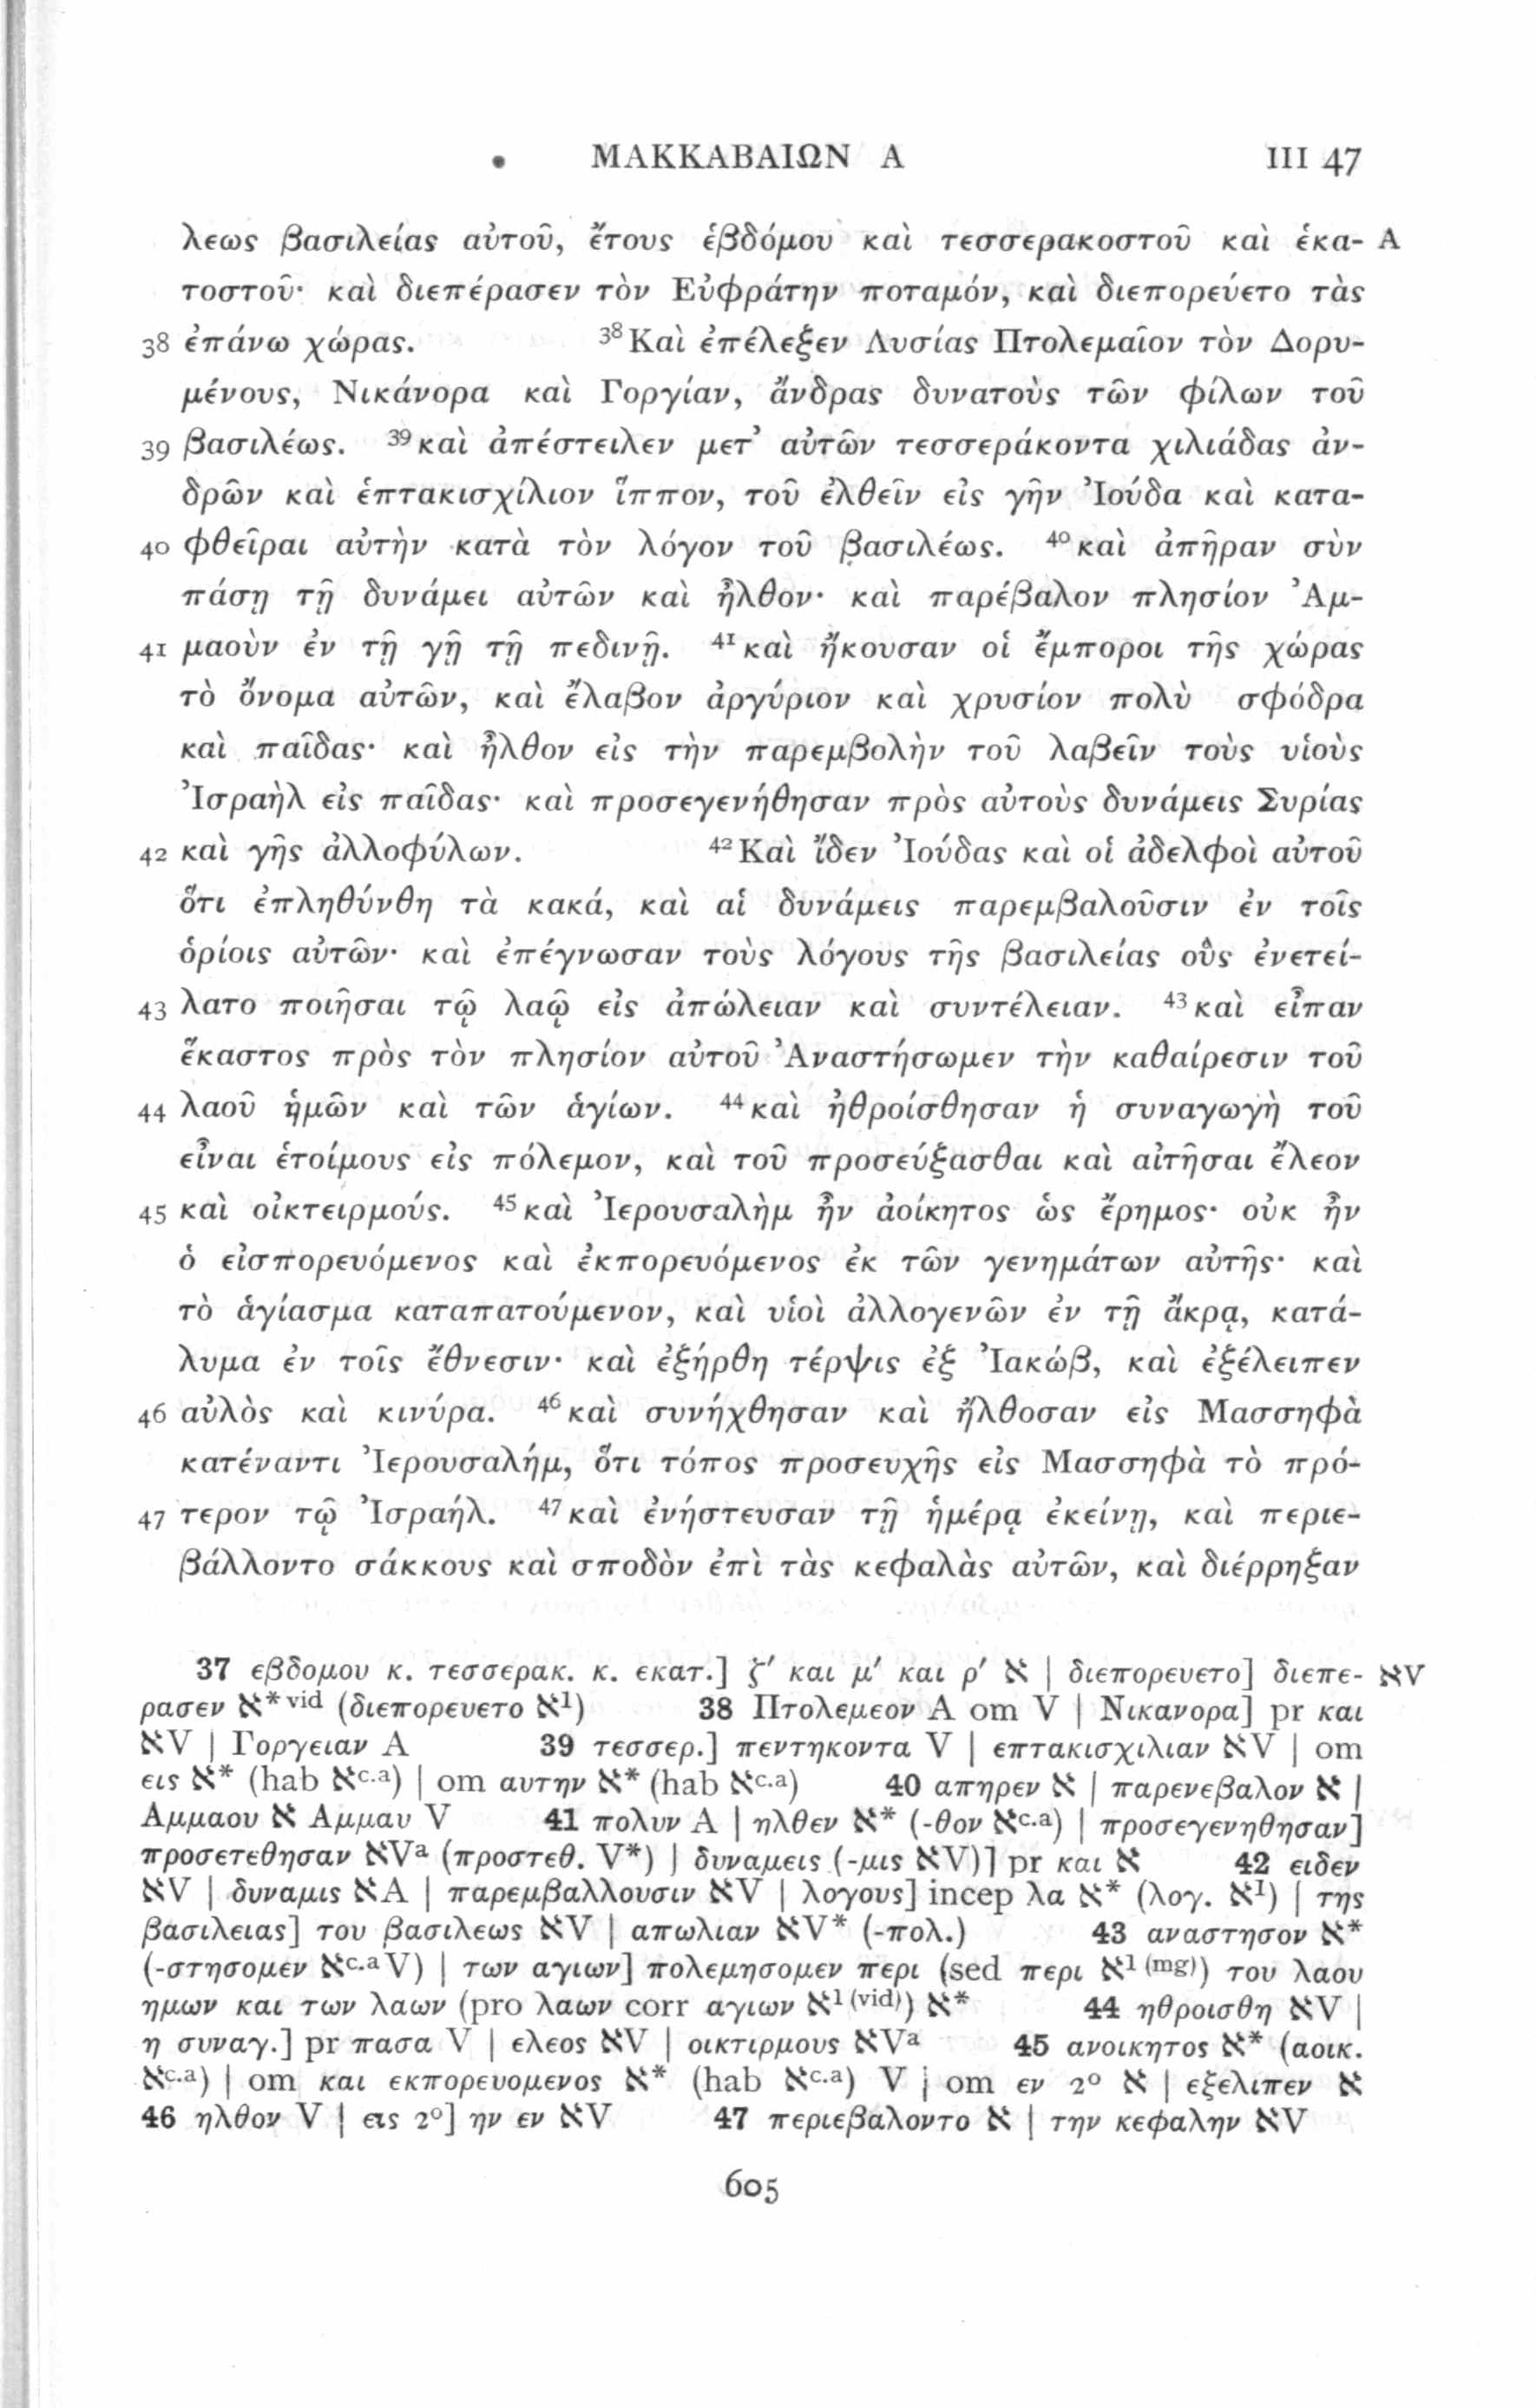 ΜΑΚΚΑΒΑΙΩΝ Α III 47
λεως βασιλείας αὐτοῦ, ἔτους ἑβδόμου καὶ τεσσερακοστοῦ καὶ ἑκα- A
τοστοῦ· καὶ διεπέρασεν τὸν Εὐφράτην ποταμόν, καὶ διεπορεύετο τὰς
38 ἐπάνω χώρας. ³⁸Καὶ ἐπέλεξεν Λυσίας Πτολεμαῖον τὸν Δορυ-
μένους, Νικάνορα καὶ Γοργίαν, ἄνδρας δυνατοὺς τῶν φίλων τοῦ
39 βασιλέως. ³⁹καὶ ἀπέστειλεν μετ᾽ αὐτῶν τεσσεράκοντα χιλιάδας ἀν-
δρῶν καὶ ἑπτακισχίλιον ἵππον, τοῦ ἐλθεῖν εἰς γῆν Ἰούδα καὶ κατα-
40 φθεῖραι αὐτὴν κατὰ τὸν λόγον τοῦ βασιλέως. ⁴⁰καὶ ἀπῆραν σὺν
πάσῃ τῇ δυνάμει αὐτῶν καὶ ἦλθον· καὶ παρέβαλον πλησίον Ἀμ-
41 μαοὺν ἐν τῇ γῇ τῇ πεδινῇ. ⁴¹καὶ ἤκουσαν οἱ ἔμποροι τῆς χώρας
τὸ ὄνομα αὐτῶν, καὶ ἔλαβον ἀργύριον καὶ χρυσίον πολὺ σφόδρα
καὶ παῖδας· καὶ ἦλθον εἰς τὴν παρεμβολὴν τοῦ λαβεῖν τοὺς υἱοὺς
Ἰσραὴλ εἰς παῖδας· καὶ προσεγενήθησαν πρὸς αὐτοὺς δυνάμεις Συρίας
42 καὶ γῆς ἀλλοφύλων. ⁴²Καὶ ἴδεν Ἰούδας καὶ οἱ ἀδελφοὶ αὐτοῦ
ὅτι ἐπληθύνθη τὰ κακά, καὶ αἱ δυνάμεις παρεμβαλοῦσιν ἐν τοῖς
ὁρίοις αὐτῶν· καὶ ἐπέγνωσαν τοὺς λόγους τῆς βασιλείας οὓς ἐνετεί-
43 λατο ποιῆσαι τῷ λαῷ εἰς ἀπώλειαν καὶ συντέλειαν. ⁴³καὶ εἶπαν
ἕκαστος πρὸς τὸν πλησίον αὐτοῦ Ἀναστήσωμεν τὴν καθαίρεσιν τοῦ
44 λαοῦ ἡμῶν καὶ τῶν ἁγίων. ⁴⁴καὶ ἠθροίσθησαν ἡ συναγωγὴ τοῦ
εἶναι ἑτοίμους εἰς πόλεμον, καὶ τοῦ προσεύξασθαι καὶ αἰτῆσαι ἔλεον
45 καὶ οἰκτειρμούς. ⁴⁵καὶ Ἰερουσαλὴμ ἦν ἀοίκητος ὡς ἔρημος· οὐκ ἦν
ὁ εἰσπορευόμενος καὶ ἐκπορευόμενος ἐκ τῶν γενημάτων αὐτῆς· καὶ
τὸ ἁγίασμα καταπατούμενον, καὶ υἱοὶ ἀλλογενῶν ἐν τῇ ἄκρᾳ, κατά-
λυμα ἐν τοῖς ἔθνεσιν· καὶ ἐξήρθη τέρψις ἐξ Ἰακώβ, καὶ ἐξέλειπεν
46 αὐλὸς καὶ κινύρα. ⁴⁶καὶ συνήχθησαν καὶ ἤλθοσαν εἰς Μασσηφὰ
κατέναντι Ἰερουσαλήμ, ὅτι τόπος προσευχῆς εἰς Μασσηφὰ τὸ πρό-
47 τερον τῷ Ἰσραήλ. ⁴⁷καὶ ἐνήστευσαν τῇ ἡμέρᾳ ἐκείνῃ, καὶ περιε-
βάλλοντο σάκκους καὶ σποδὸν ἐπὶ τὰς κεφαλὰς αὐτῶν, καὶ διέρρηξαν
37 εβδομου κ. τεσσερακ. κ. εκατ.] ζ′ και μ′ και ρ′ א | διεπορευετο] διεπε- אV
ρασεν א* vid (διεπορευετο א¹) 38 Πτολεμεον A om V | Νικανορα] pr και
אV | Γοργειαν A 39 τεσσερ.] πεντηκοντα V | επτακισχιλιαν אV | om
εις א* (hab א c.a) | om αυτην א* (hab א c.a) 40 απηρεν א | παρενεβαλον א |
Αμμαου א Αμμαυ V 41 πολυν A | ηλθεν א* (-θον א c.a) | προσεγενηθησαν]
προσετεθησαν אVᵃ (προστεθ. V*) | δυναμεις (-μις אV)] pr και א 42 ειδεν
אV | δυναμις אA | παρεμβαλλουσιν אV | λογους] incep λα א* (λογ. א¹) | της
βασιλειας] του βασιλεως אV | απωλιαν אV* (-πολ.) 43 αναστησον א*
(-στησομεν א c.a V) | των αγιων] πολεμησομεν περι (sed περι א¹ (mg)) του λαου
ημων και των λαων (pro λαων corr αγιων א¹ (vid)) א* 44 ηθροισθη אV |
η συναγ.] pr πασα V | ελεος אV | οικτιρμους אVᵃ 45 ανοικητος א* (αοικ.
א c.a) | om και εκπορευομενος א* (hab א c.a) V | om εν 2⁰ א | εξελιπεν א
46 ηλθον V | εις 2⁰] ην εν אV 47 περιεβαλοντο א | την κεφαλην אV
605